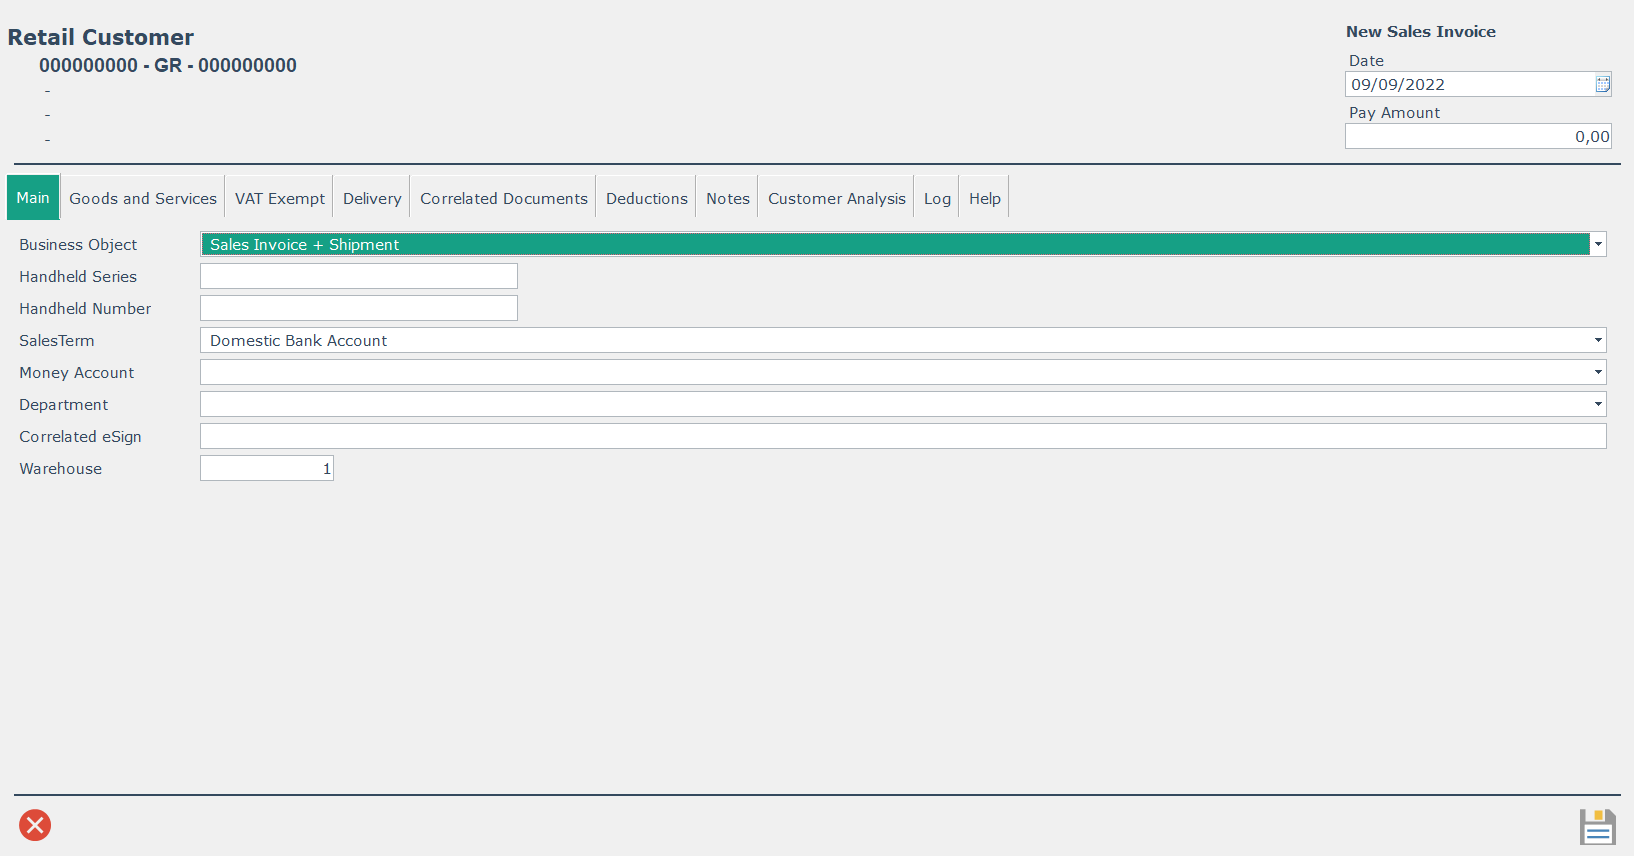 Retail Customer
000000000 - GR - 000000000
-
-
-
New Sales Invoice
Date
09/09/2022
Pay Amount
0,00
Main Goods and Services VAT Exempt Delivery Correlated Documents Deductions Notes Customer Analysis Log Help
Business Object Sales Invoice + Shipment
Handheld Series
Handheld Number
SalesTerm Domestic Bank Account
Money Account
Department
Correlated eSign
Warehouse 1